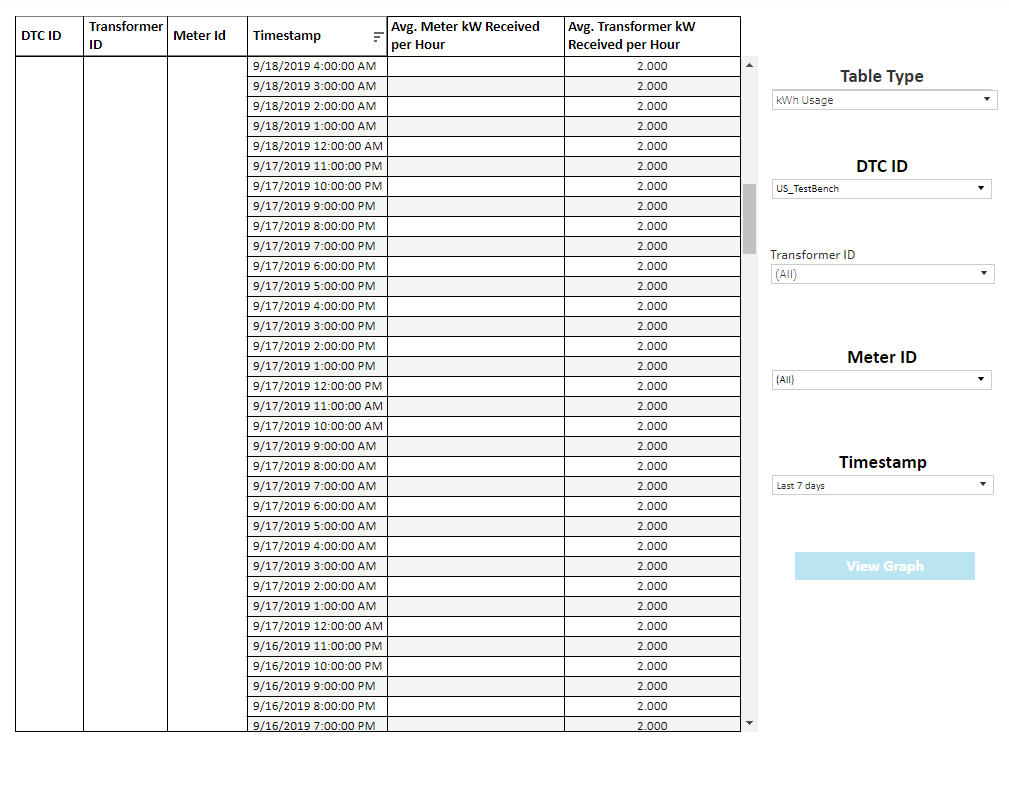 DTC ID Transformer ID Meter Id Timestamp Avg. Meter kW Received per Hour Avg. Transformer kW Received per Hour
9/18/2019 4:00:00 AM 2.000
9/18/2019 3:00:00 AM 2.000
9/18/2019 2:00:00 AM 2.000
9/18/2019 1:00:00 AM 2.000
9/18/2019 12:00:00 AM 2.000
9/17/2019 11:00:00 PM 2.000
9/17/2019 10:00:00 PM 2.000
9/17/2019 9:00:00 PM 2.000
9/17/2019 8:00:00 PM 2.000
9/17/2019 7:00:00 PM 2.000
9/17/2019 6:00:00 PM 2.000
9/17/2019 5:00:00 PM 2.000
9/17/2019 4:00:00 PM 2.000
9/17/2019 3:00:00 PM 2.000
9/17/2019 2:00:00 PM 2.000
9/17/2019 1:00:00 PM 2.000
9/17/2019 12:00:00 PM 2.000
9/17/2019 11:00:00 AM 2.000
9/17/2019 10:00:00 AM 2.000
9/17/2019 9:00:00 AM 2.000
9/17/2019 8:00:00 AM 2.000
9/17/2019 7:00:00 AM 2.000
9/17/2019 6:00:00 AM 2.000
9/17/2019 5:00:00 AM 2.000
9/17/2019 4:00:00 AM 2.000
9/17/2019 3:00:00 AM 2.000
9/17/2019 2:00:00 AM 2.000
9/17/2019 1:00:00 AM 2.000
9/17/2019 12:00:00 AM 2.000
9/16/2019 11:00:00 PM 2.000
9/16/2019 10:00:00 PM 2.000
9/16/2019 9:00:00 PM 2.000
9/16/2019 8:00:00 PM 2.000
9/16/2019 7:00:00 PM 2.000
Table Type
kWh Usage
DTC ID
US_TestBench
Transformer ID
(All)
Meter ID
(All)
Timestamp
Last 7 days
View Graph